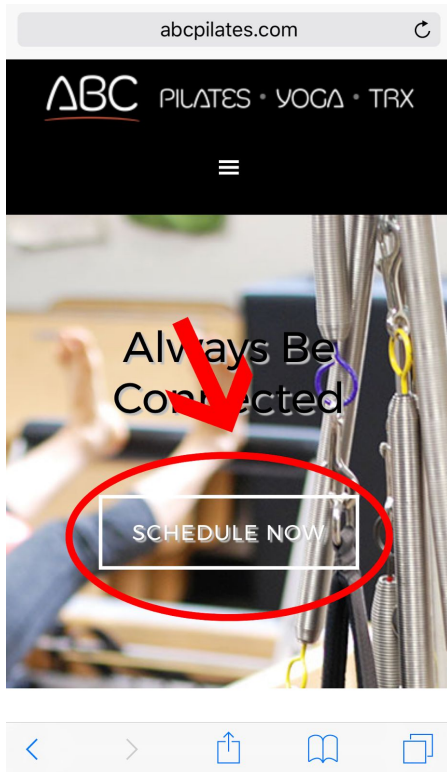 abcpilates.com
ABC PILATES • YOGA • TRX
Always Be
Connected
SCHEDULE NOW